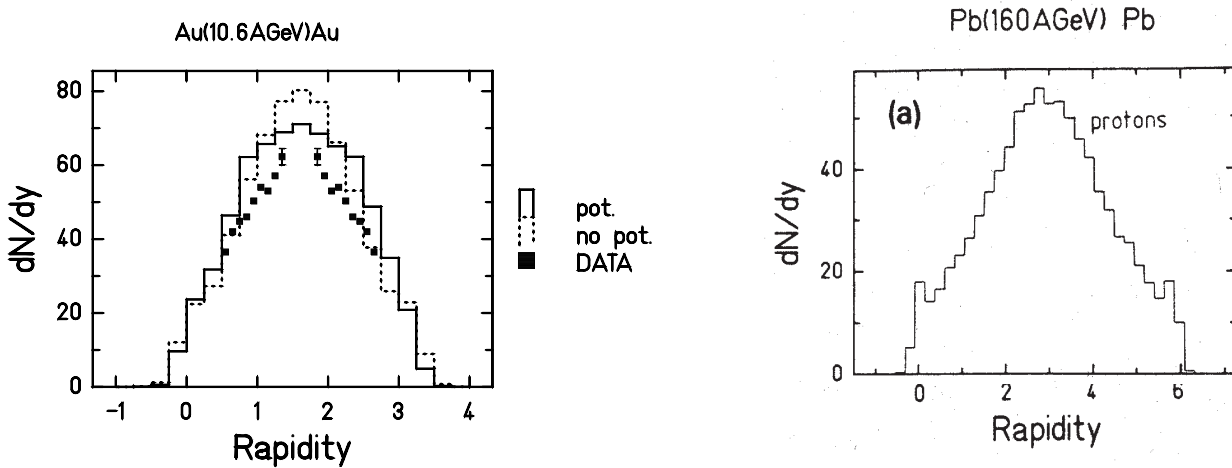 Au(10.6AGeV)Au
80
60
40
20
0
dN/dy
-1 0 1 2 3 4
Rapidity
pot.
no pot.
DATA
Pb(160AGeV) Pb
(a)
protons
40
20
0
dN/dy
0 2 4 6
Rapidity